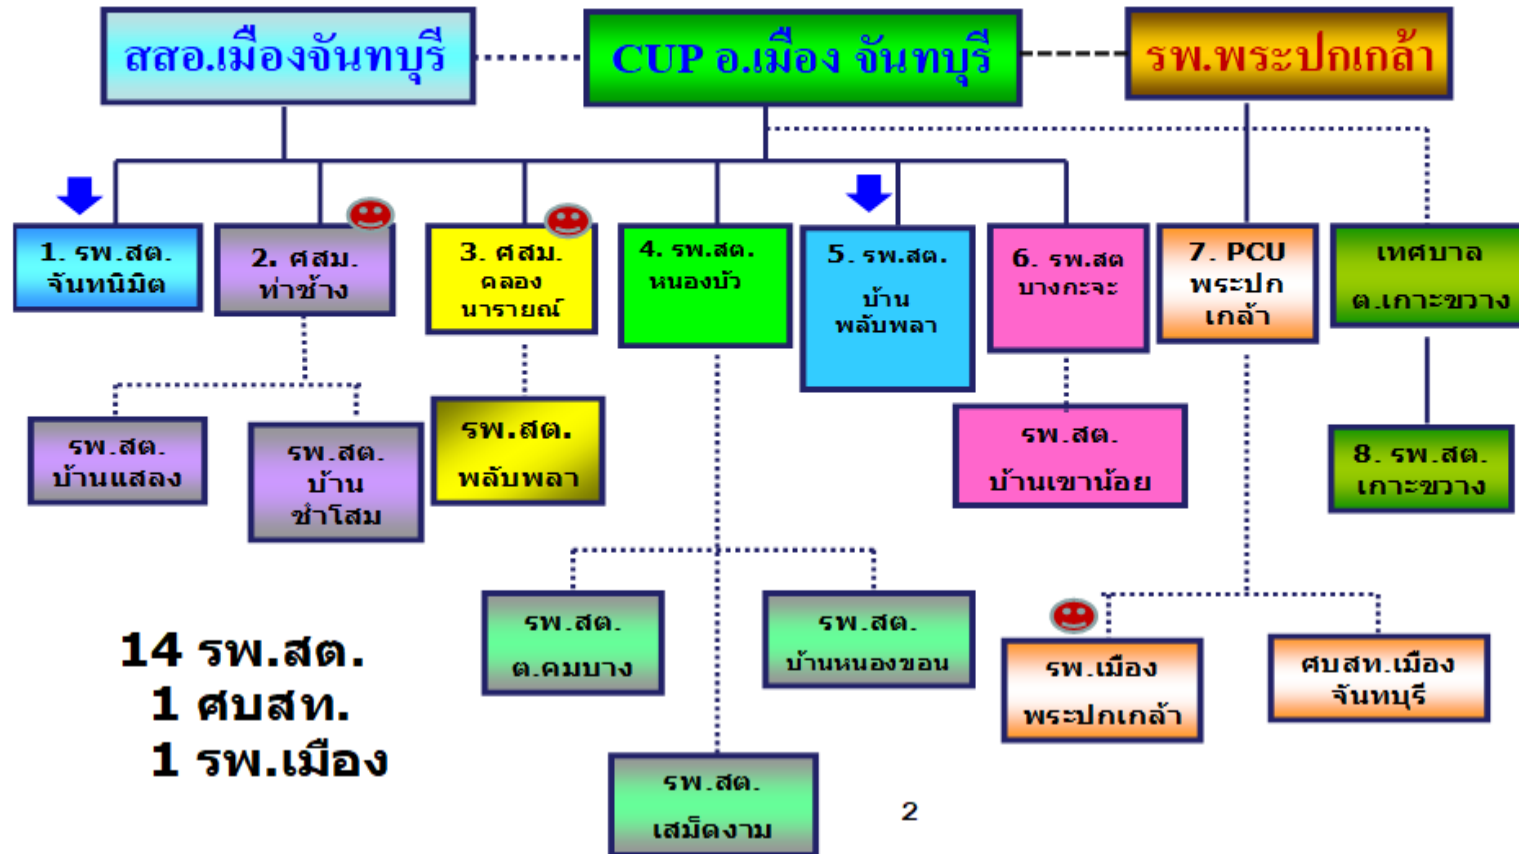 สสอ.เมืองจันทบุรี
CUP อ.เมือง จันทบุรี
รพ.พระปกเกล้า
1. รพ.สต.
จันทนิมิต
2. ศสม.
ท่าช้าง
3. ศสม.
คลอง
นารายณ์
4. รพ.สต.
หนองบัว
5. รพ.สต.
บ้าน
พลับพลา
6. รพ.สต
บางกะจะ
7. PCU
พระปก
เกล้า
เทศบาล
ต.เกาะขวาง
รพ.สต.
บ้านแสลง
รพ.สต.
บ้าน
ชำโสม
รพ.สต.
พลับพลา
รพ.สต.
บ้านเขาน้อย
8. รพ.สต.
เกาะขวาง
รพ.สต.
ต.คมบาง
รพ.สต.
บ้านหนองขอน
รพ.เมือง
พระปกเกล้า
ศบสท.เมือง
จันทบุรี
14 รพ.สต.
1 ศบสท.
1 รพ.เมือง
รพ.สต.
เสม็ดงาม
2